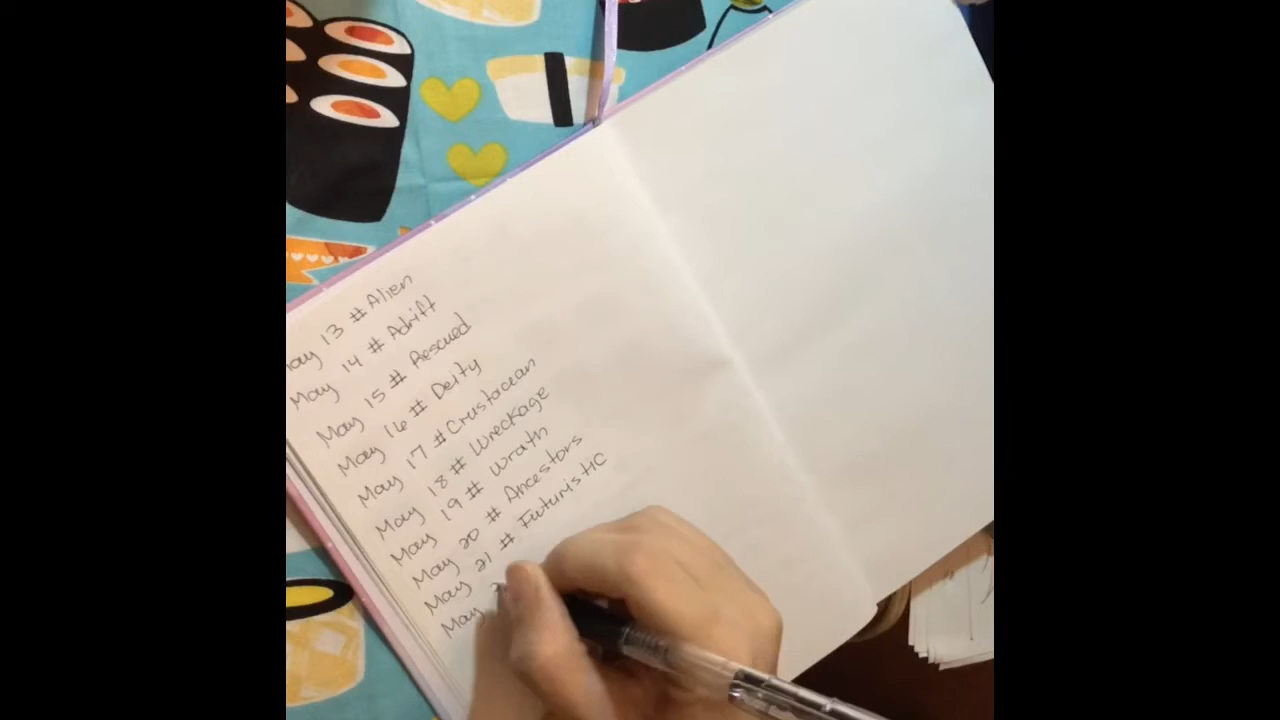 May 13 # Alien
May 14 # Adrift
May 15 # Rescued
May 16 # Deity
May 17 # Crustacean
May 18 # Wreckage
May 19 # Wrath
May 20 # Ancestors
May 21 # Futuristic
May